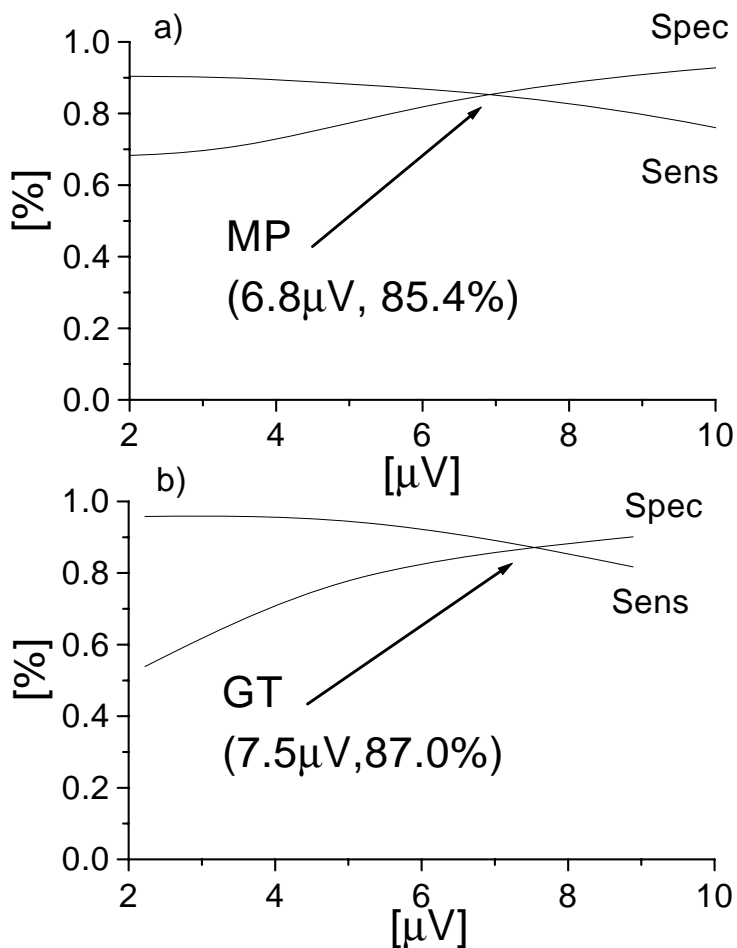 a)
Spec
1.0
0.8
0.6
0.4
0.2
0.0
[%]
Sens
MP
(6.8μV, 85.4%)
2 4 6 8 10
[μV]
b)
Spec
1.0
0.8
0.6
0.4
0.2
0.0
[%]
Sens
GT
(7.5μV,87.0%)
2 4 6 8 10
[μV]